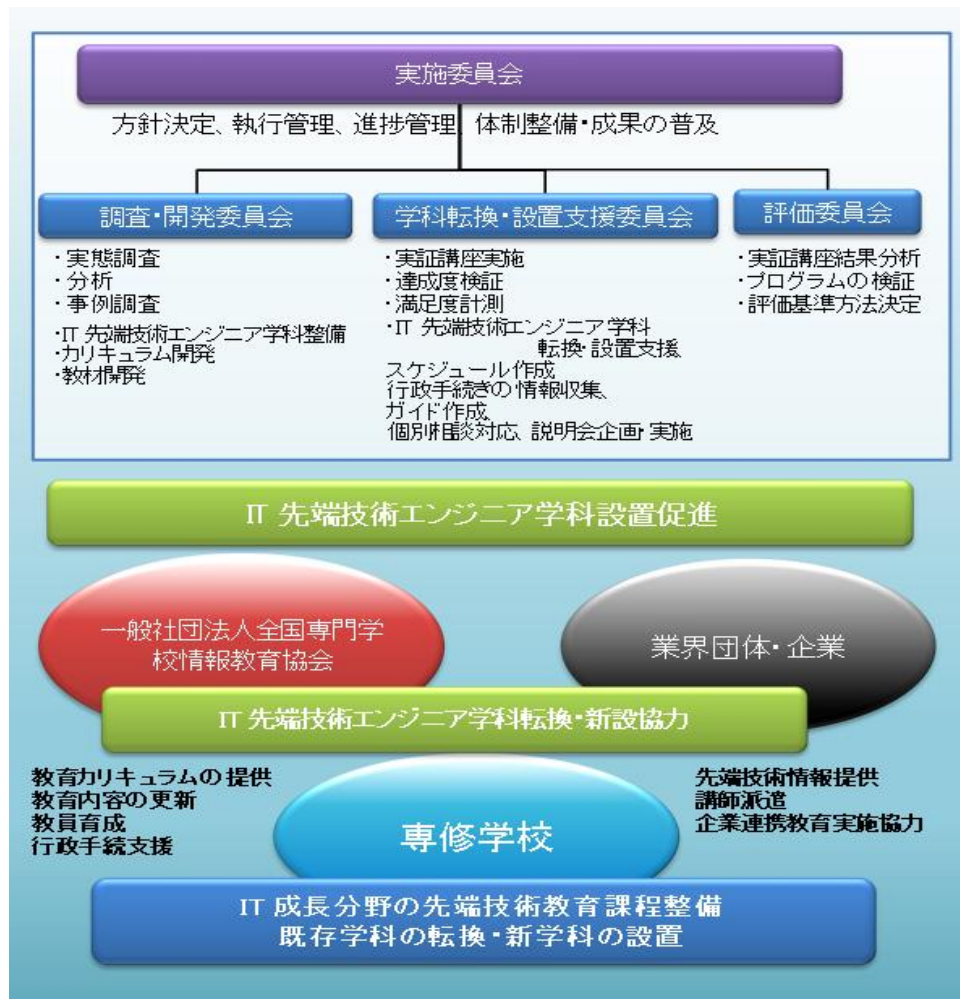 実施委員会
方針決定、執行管理、進捗管理、体制整備・成果の普及
調査・開発委員会
・実態調査
・分析
・事例調査
・IT 先端技術エンジニア学科整備
・カリキュラム開発
・教材開発
学科転換・設置支援委員会
・実証講座実施
・達成度検証
・満足度計測
・IT 先端技術エンジニア学科
転換・設置支援、
スケジュール作成
行政手続きの情報収集、
ガイド作成、
個別相談対応、説明会企画・実施
評価委員会
・実証講座結果分析
・プログラムの検証
・評価基準方法決定
IT 先端技術エンジニア学科設置促進
一般社団法人全国専門学
校情報教育協会
業界団体・企業
IT 先端技術エンジニア学科転換・新設協力
教育カリキュラムの提供
教育内容の更新
教員育成
行政手続支援
先端技術情報提供
講師派遣
企業連携教育実施協力
専修学校
IT 成長分野の先端技術教育課程整備
既存学科の転換・新学科の設置